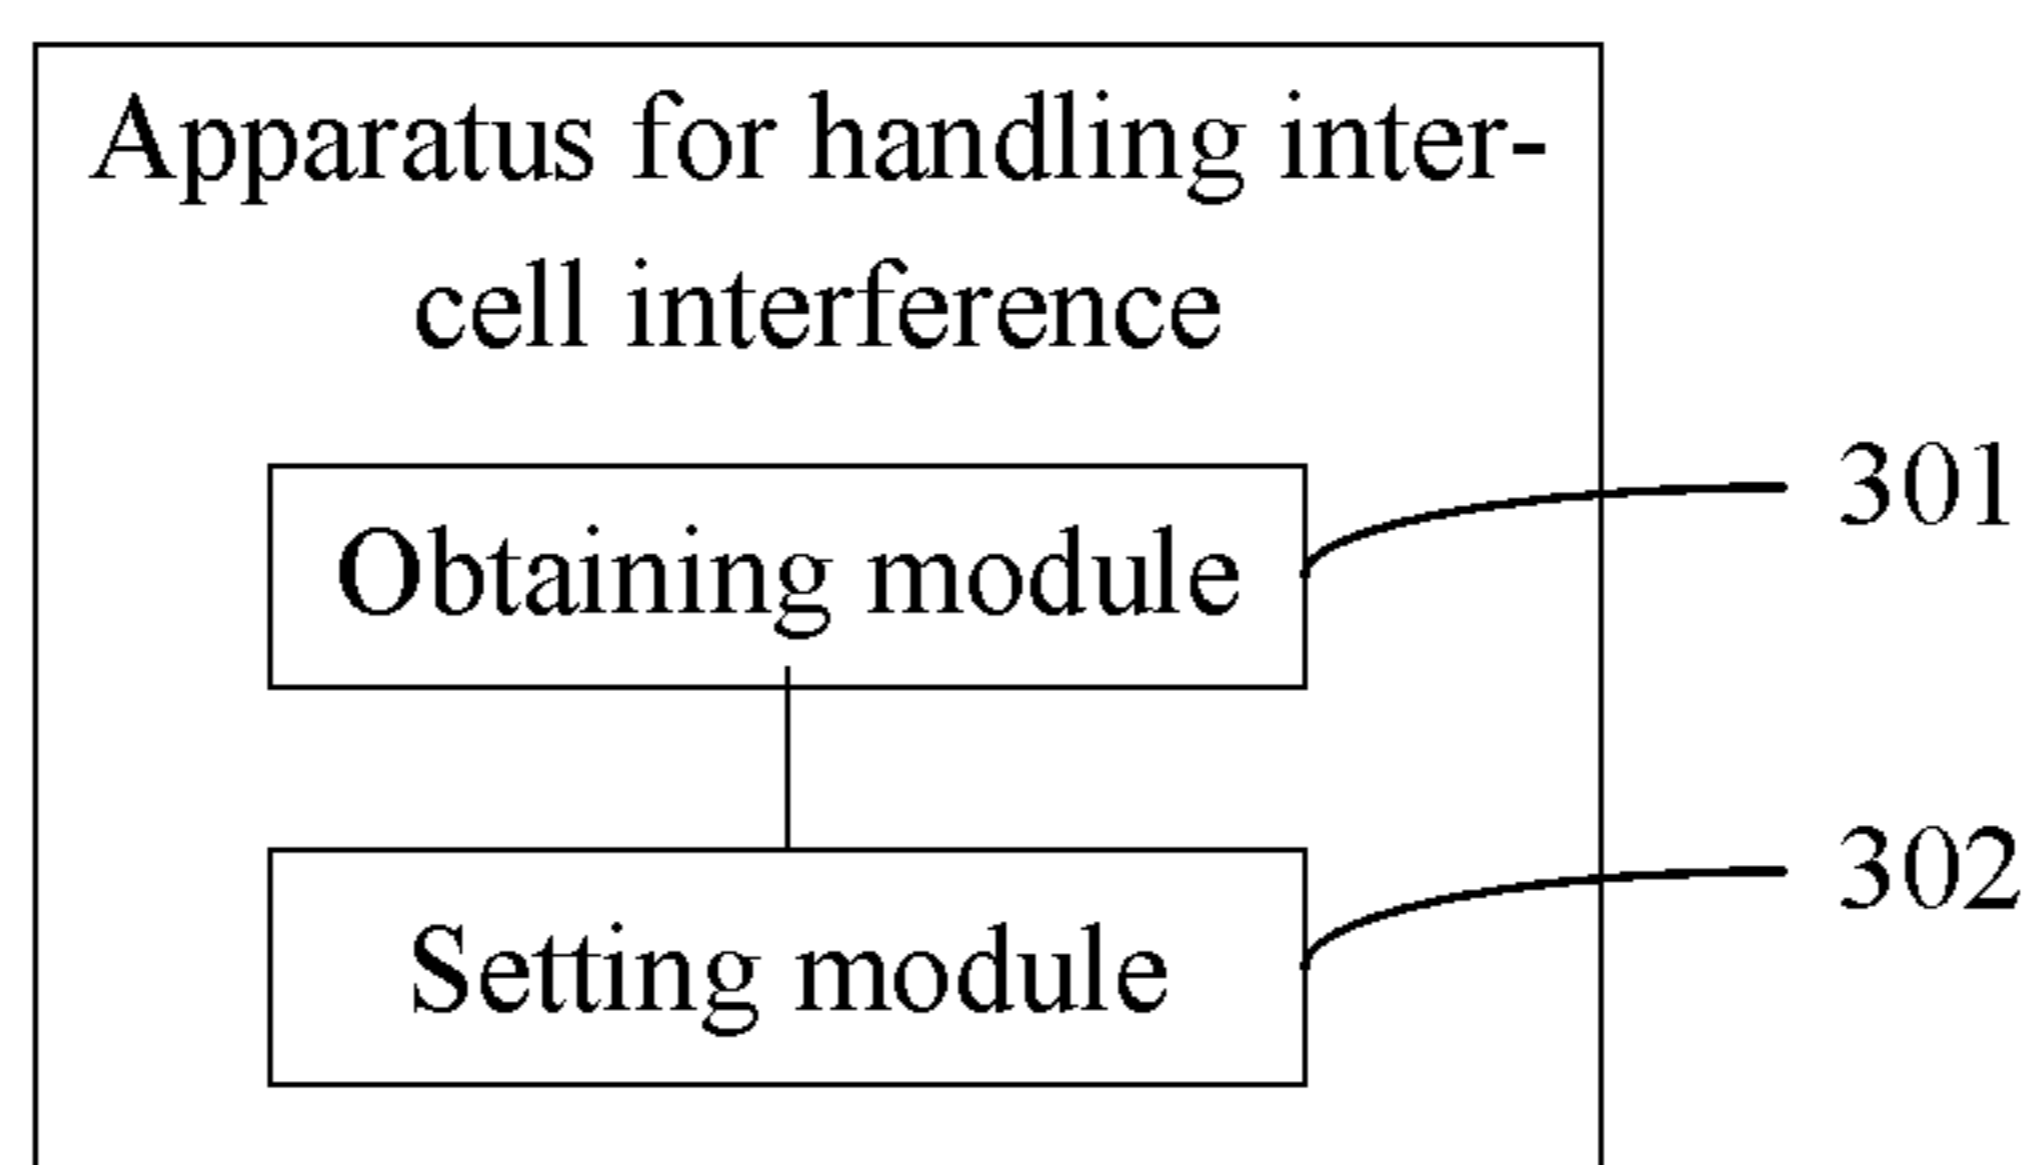 Apparatus for handling inter-
cell interference
Obtaining module
301
Setting module
302